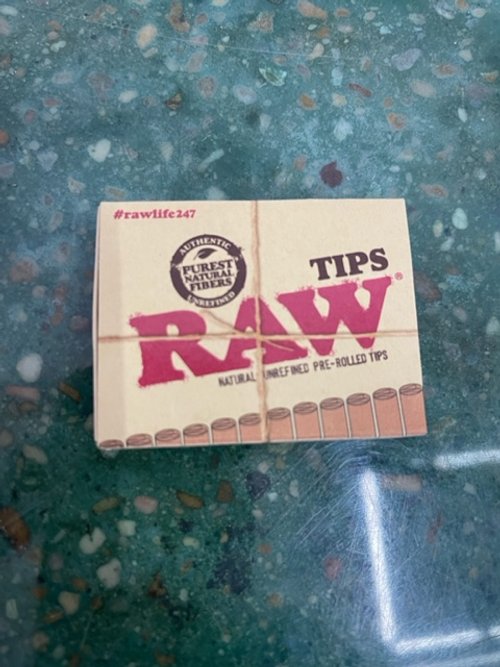 #rawlife247
AUTHENTIC
PUREST
NATURAL
FIBERS
UNREFINED
TIPS
RAW®
NATURAL UNREFINED PRE-ROLLED TIPS